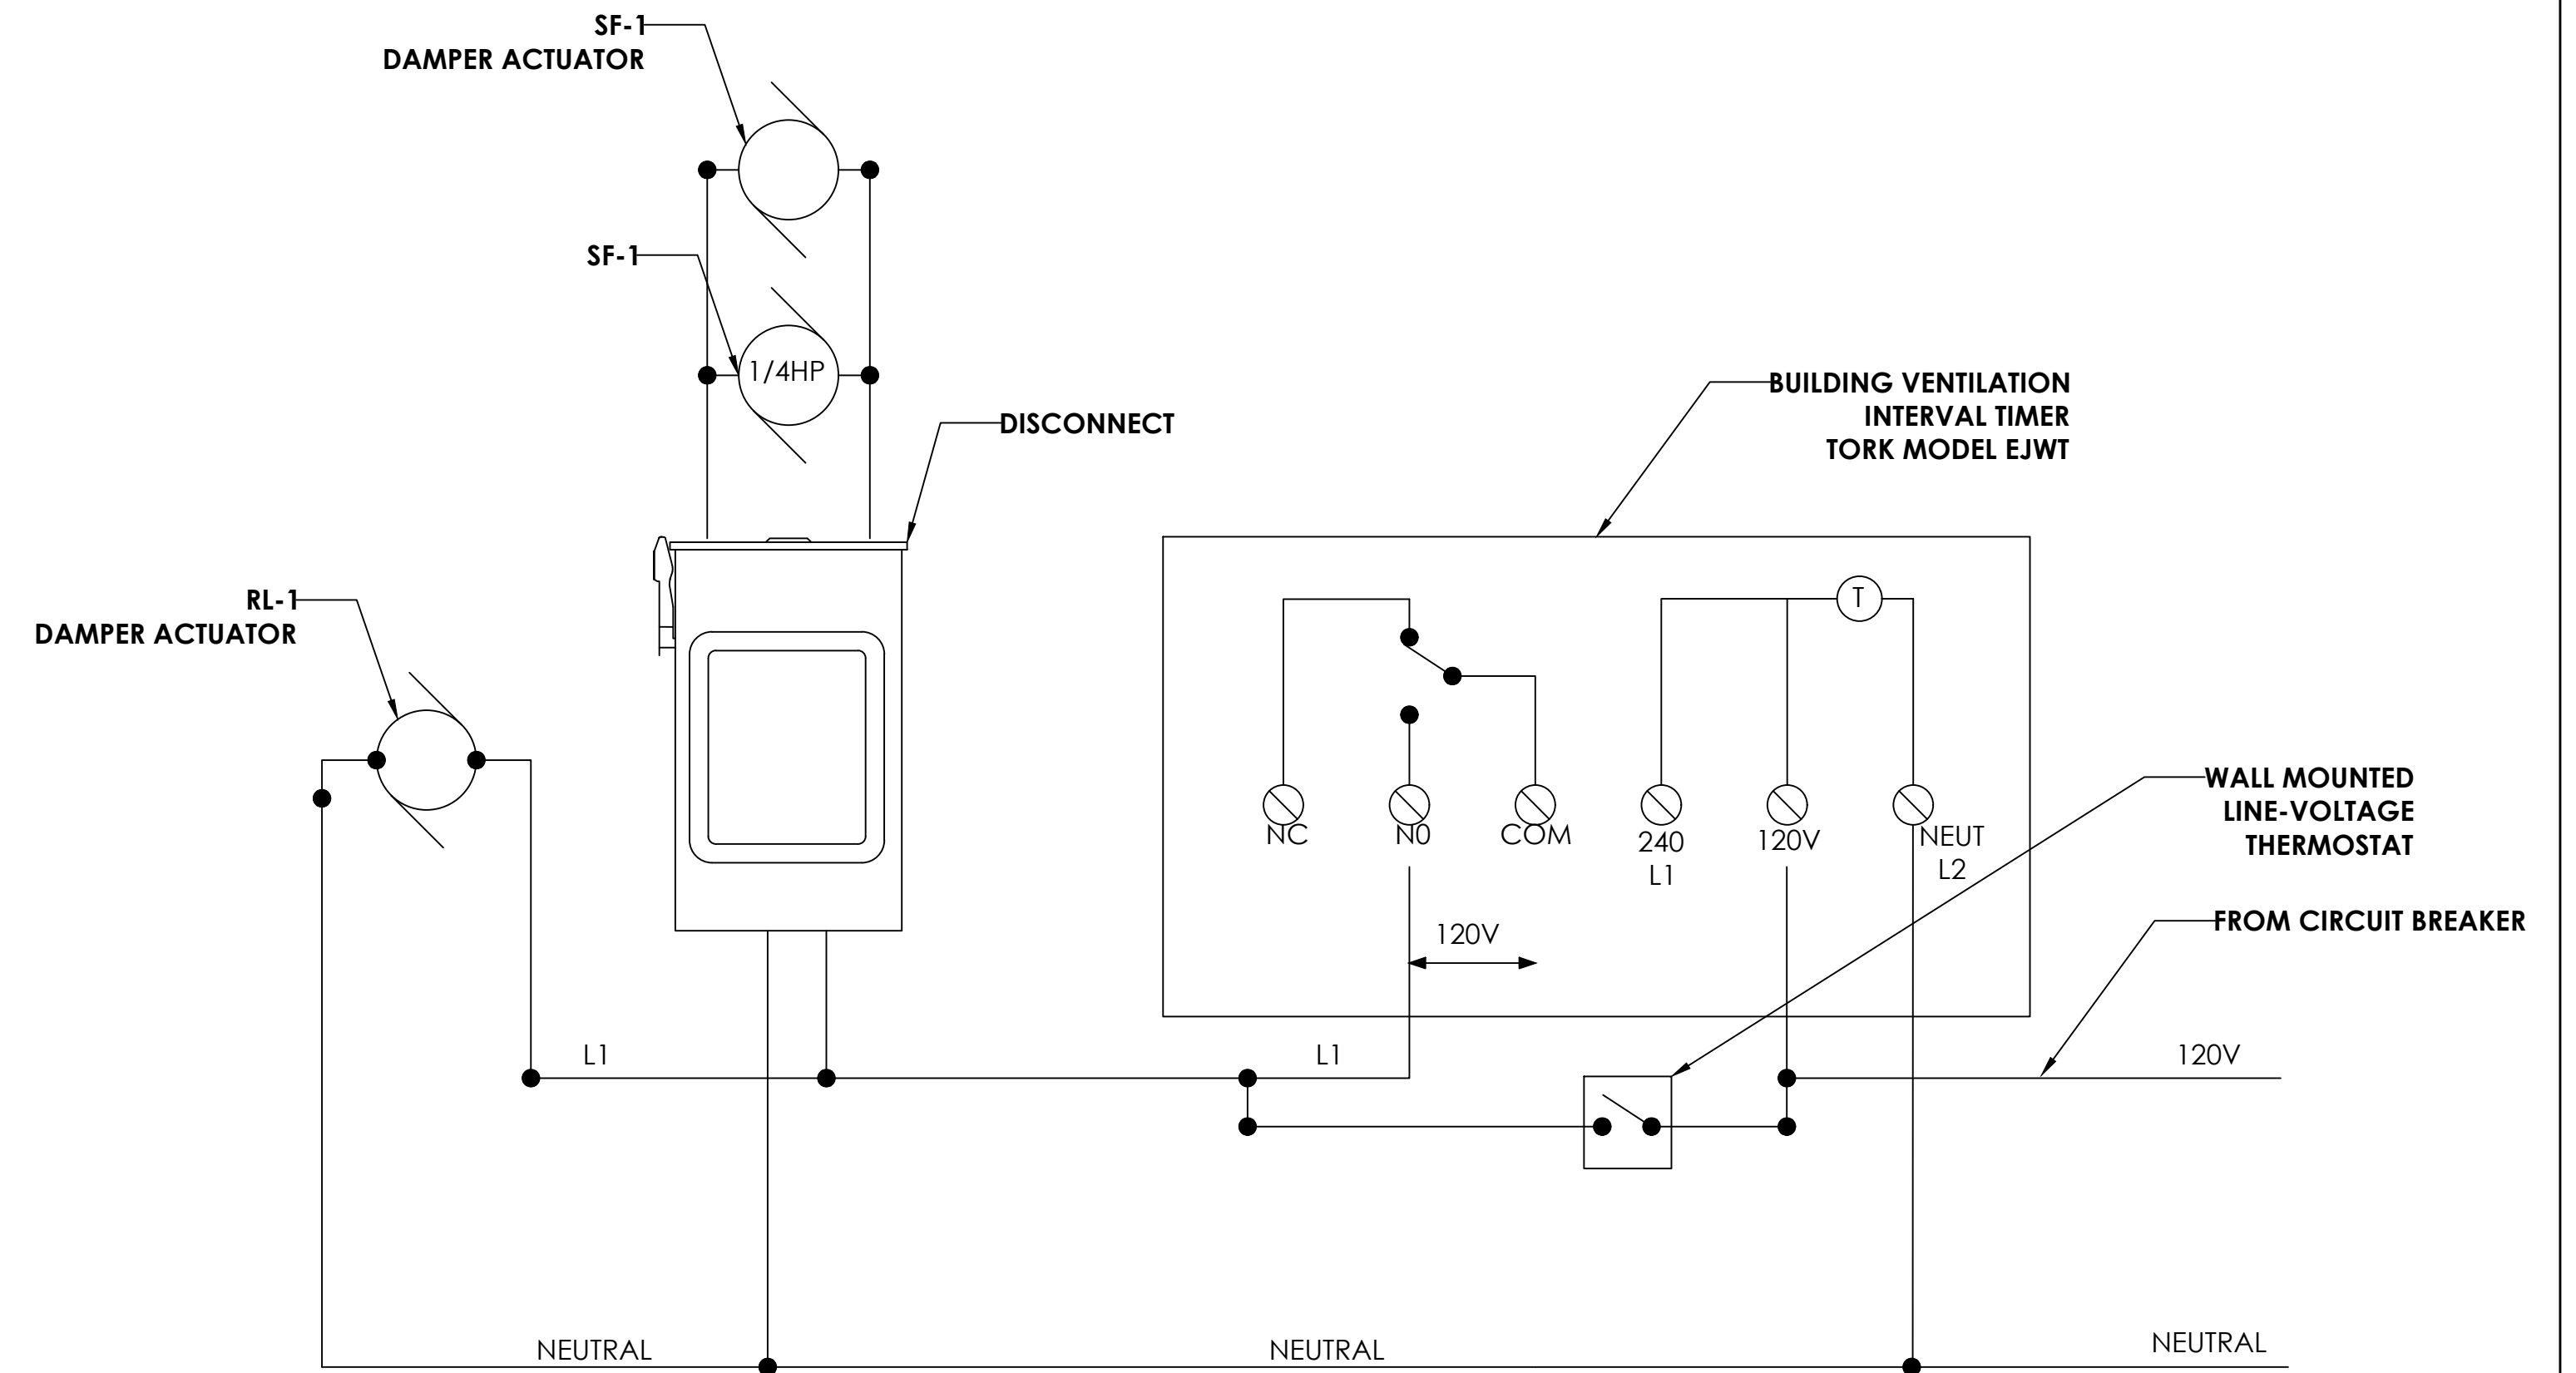 SF-1
DAMPER ACTUATOR
SF-1
1/4HP
DISCONNECT
BUILDING VENTILATION
INTERVAL TIMER
TORK MODEL EJWT
RL-1
DAMPER ACTUATOR
T
NC
N0
COM
240
L1
120V
NEUT
L2
WALL MOUNTED
LINE-VOLTAGE
THERMOSTAT
FROM CIRCUIT BREAKER
120V
L1
L1
120V
NEUTRAL
NEUTRAL
NEUTRAL